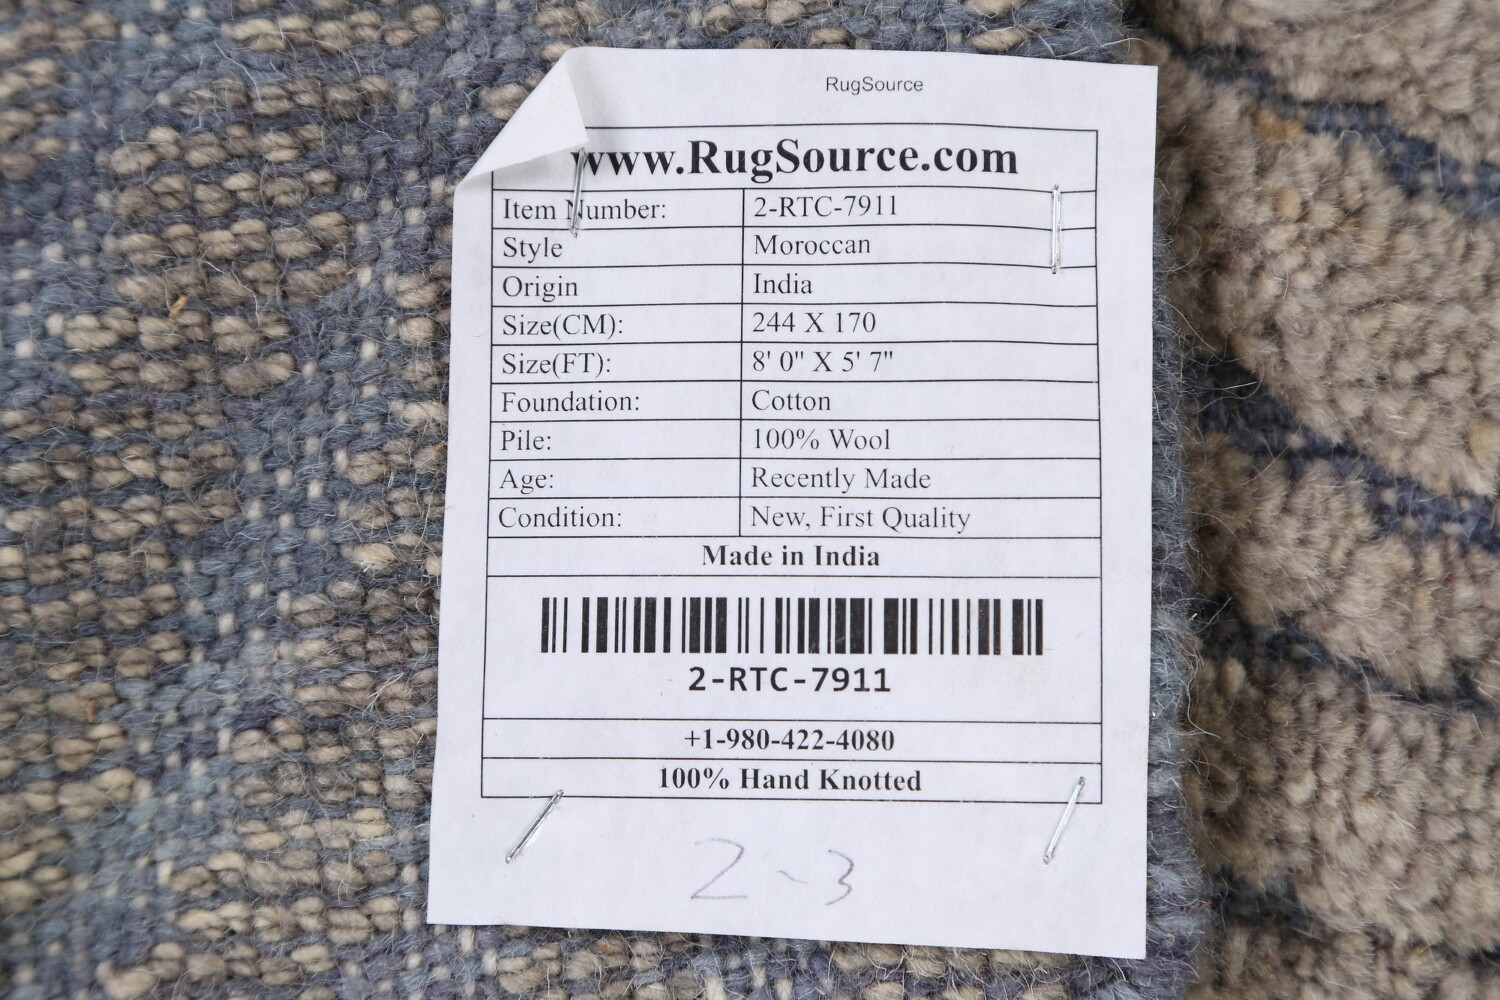 RugSource
www.RugSource.com
Item Number: 2-RTC-7911
Style Moroccan
Origin India
Size(CM): 244 X 170
Size(FT): 8' 0" X 5' 7"
Foundation: Cotton
Pile: 100% Wool
Age: Recently Made
Condition: New, First Quality
Made in India
2-RTC-7911
+1-980-422-4080
100% Hand Knotted
2-3